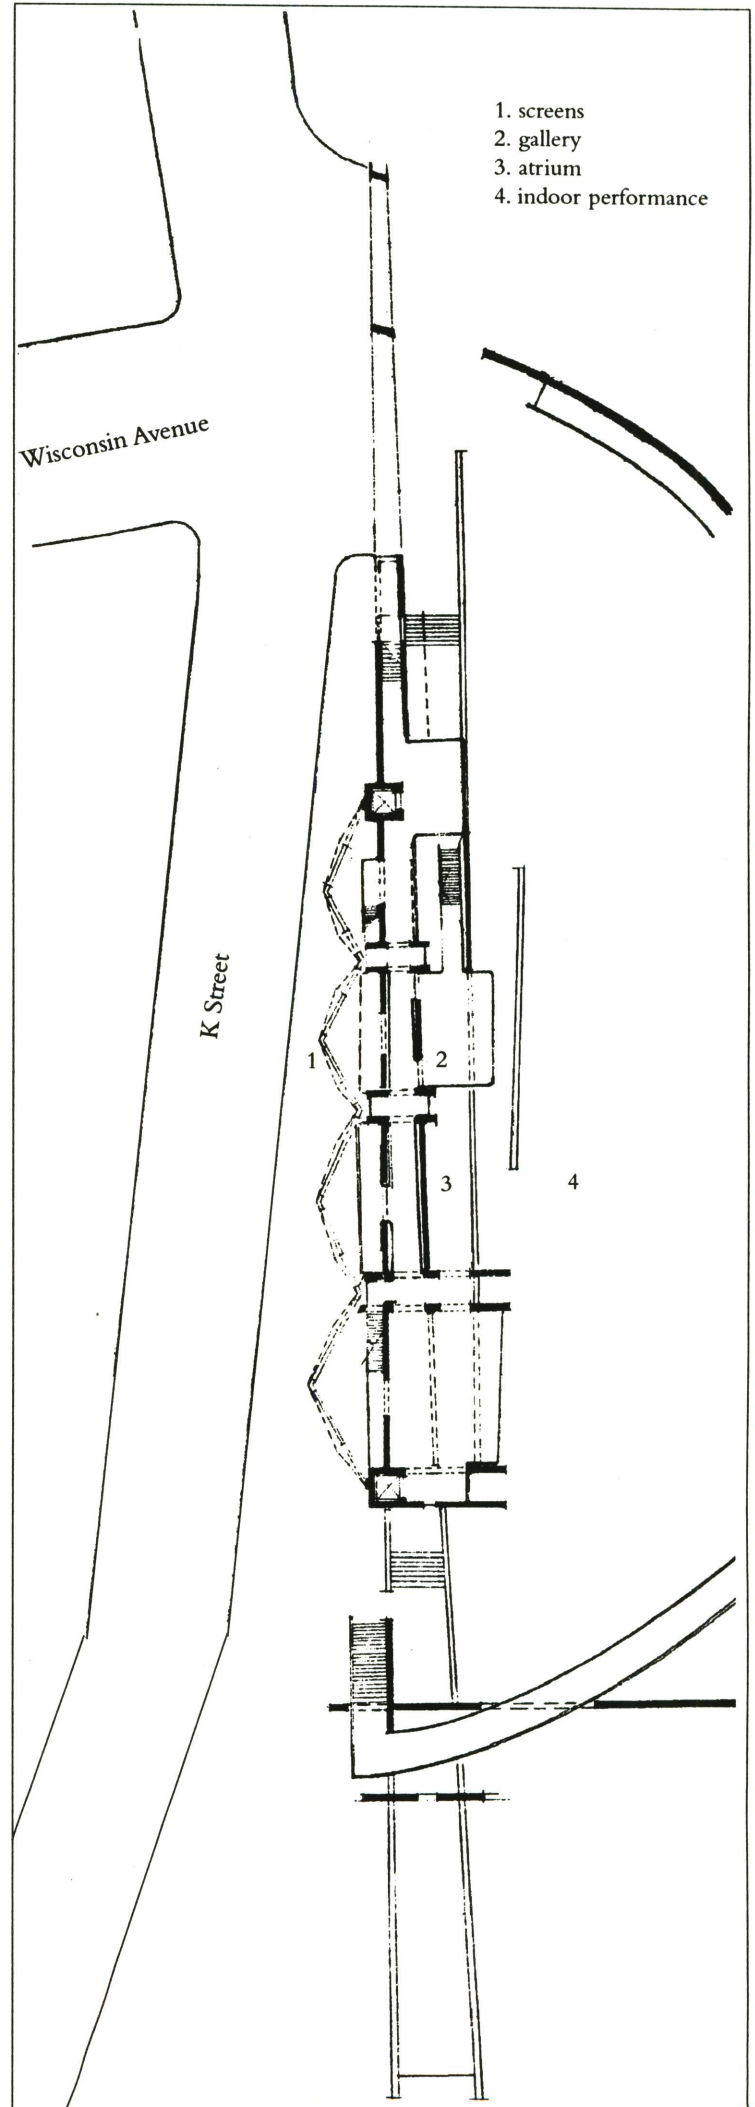 1. screens
2. gallery
3. atrium
4. indoor performance
Wisconsin Avenue
K Street
1
2
3
4